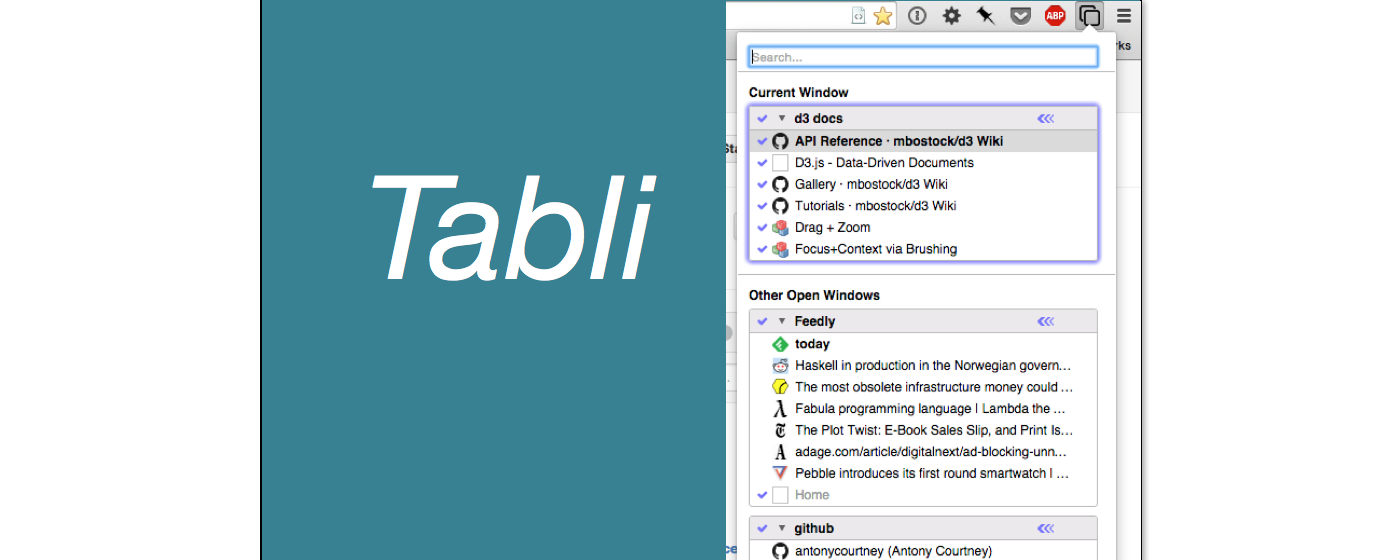 Tabli
ABP
rks
Search...
Current Window
d3 docs
API Reference · mbostock/d3 Wiki
D3.js - Data-Driven Documents
Gallery · mbostock/d3 Wiki
Tutorials · mbostock/d3 Wiki
Drag + Zoom
Focus+Context via Brushing
Other Open Windows
Feedly
today
Haskell in production in the Norwegian govern...
The most obsolete infrastructure money could ...
Fabula programming language | Lambda the ...
The Plot Twist: E-Book Sales Slip, and Print Is...
adage.com/article/digitalnext/ad-blocking-unn...
Pebble introduces its first round smartwatch | ...
Home
github
antonycourtney (Antony Courtney)